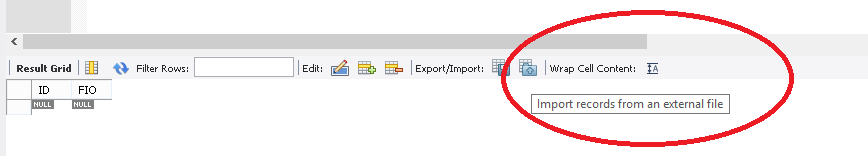 Result Grid Filter Rows: Edit: Export/Import: Wrap Cell Content: IA
ID FIO
NULL NULL
Import records from an external file